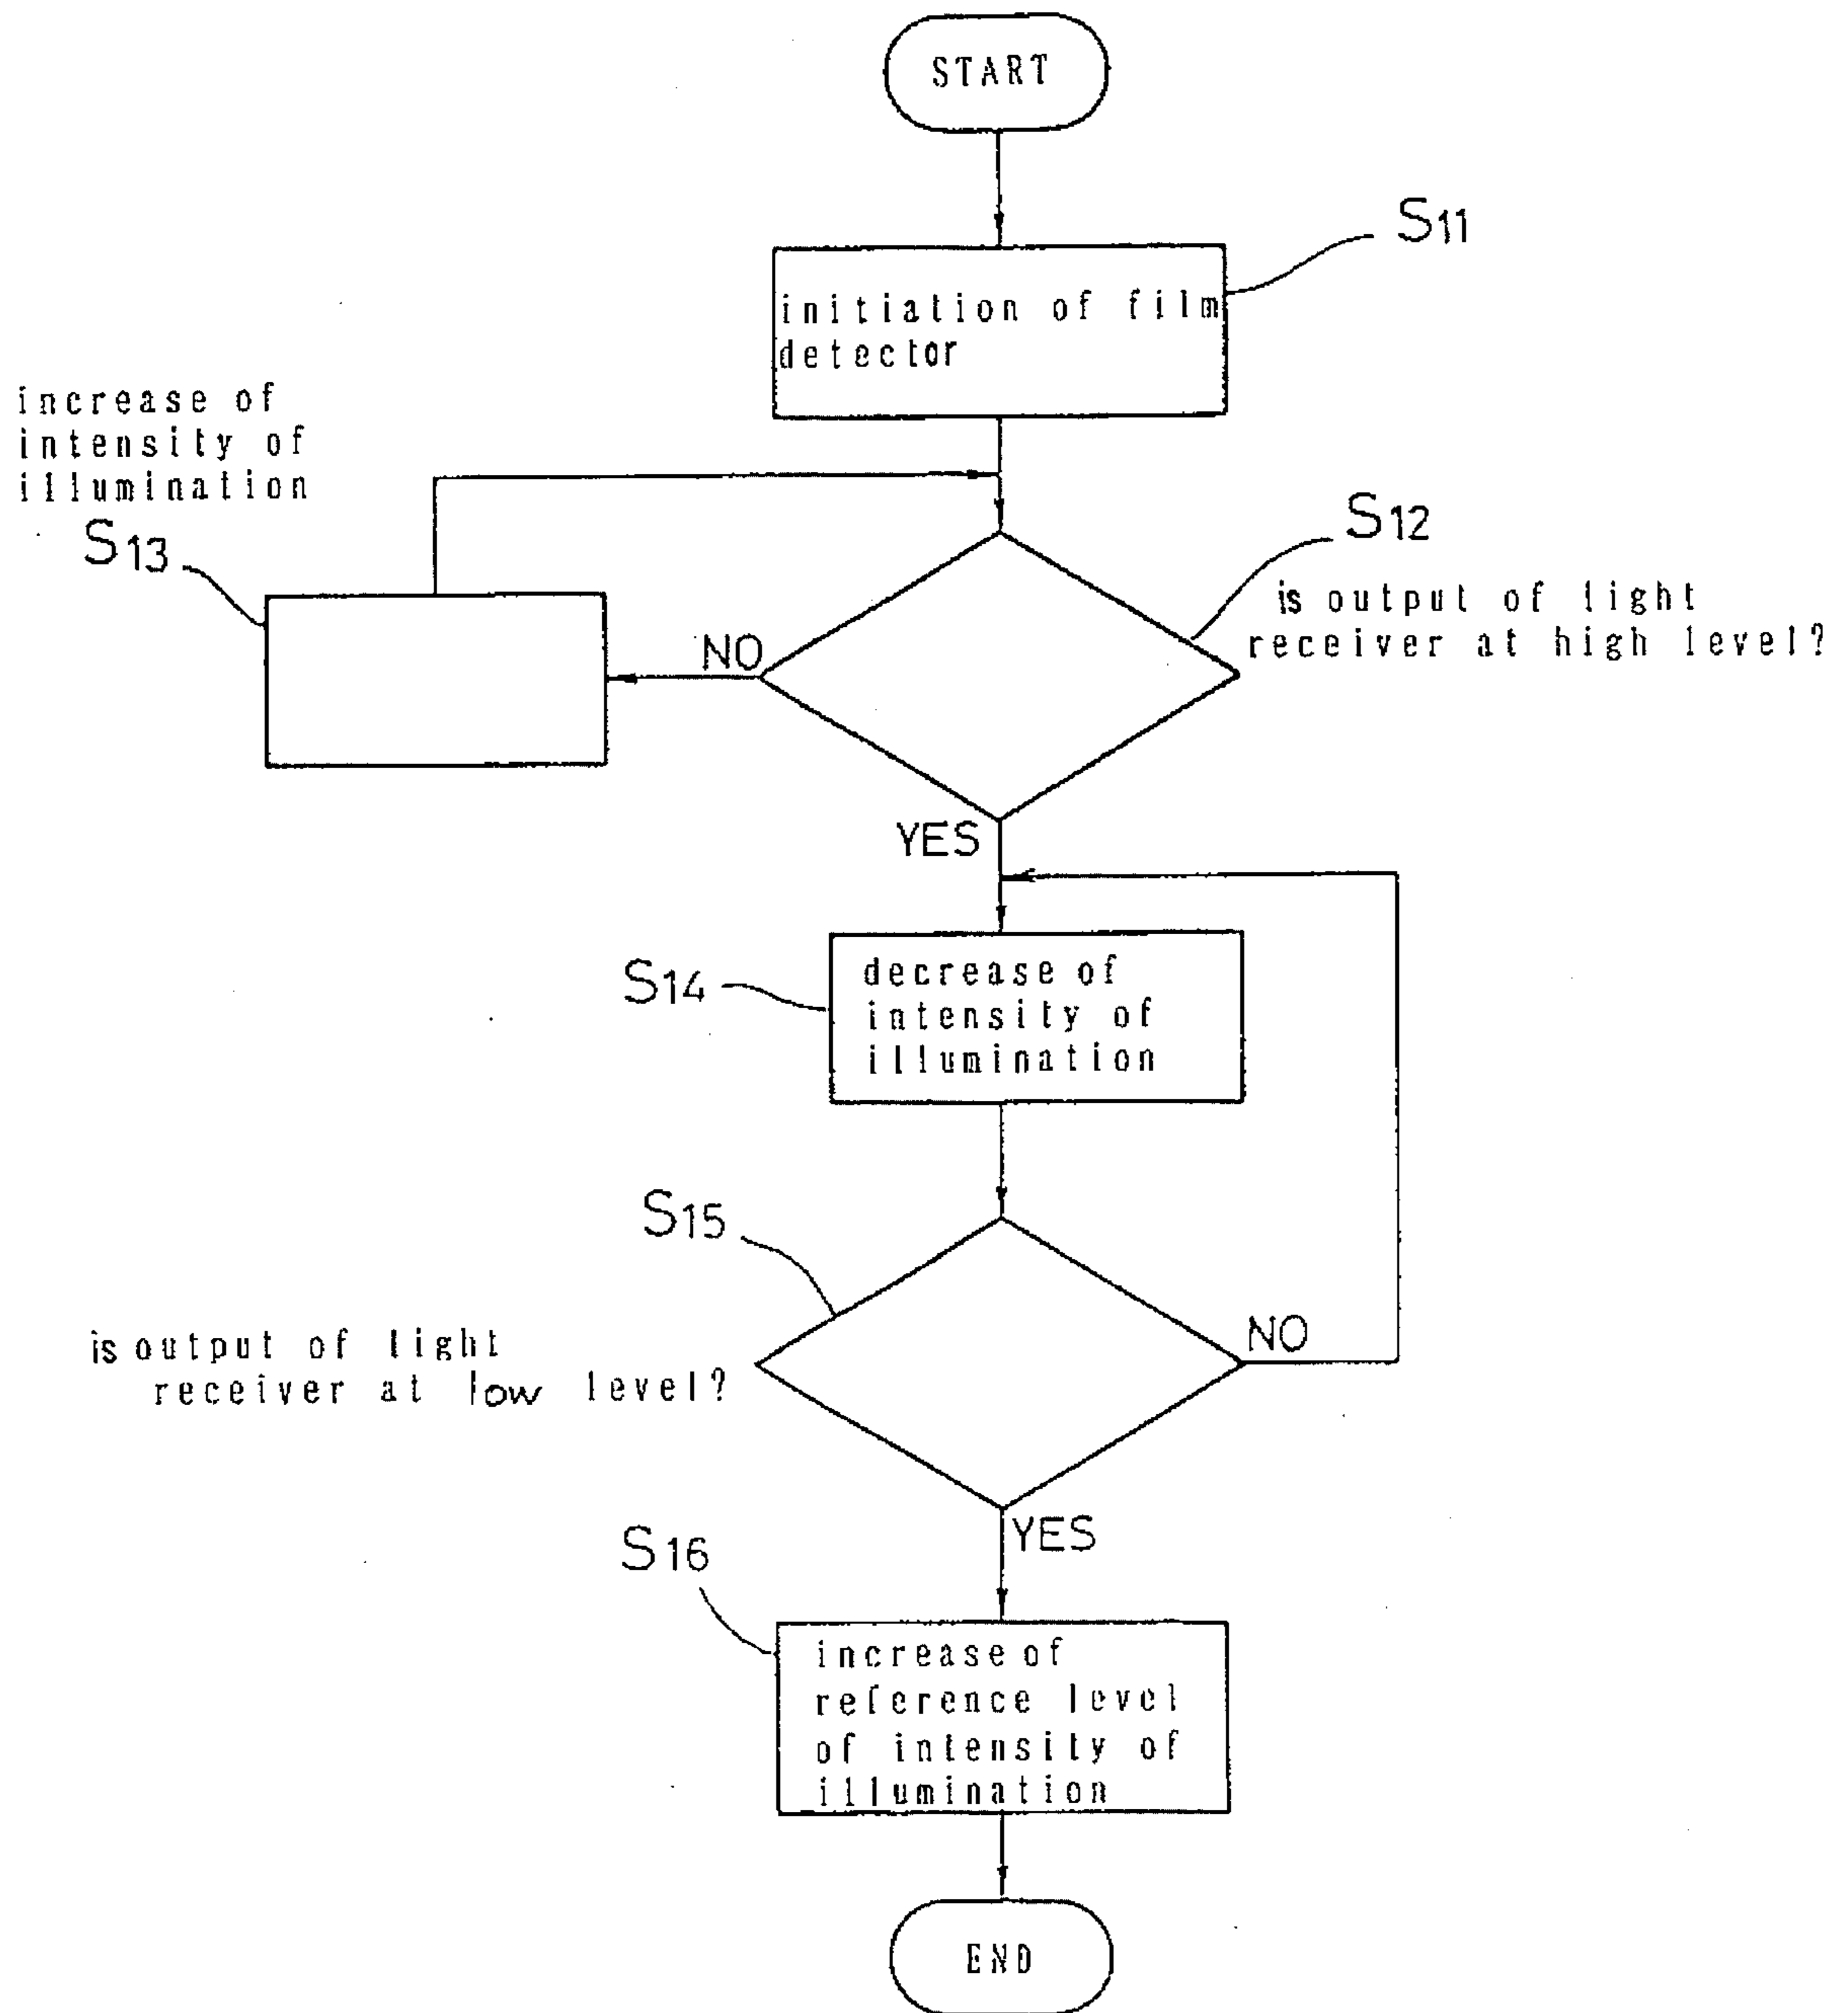 START
S11
initiation of film
detector
increase of
intensity of
illumination
S13
S12
is output of light
receiver at high level?
NO
YES
S14
decrease of
intensity of
illumination
S15
is output of light
receiver at low level?
NO
YES
S16
increase of
reference level
of intensity of
illumination
END